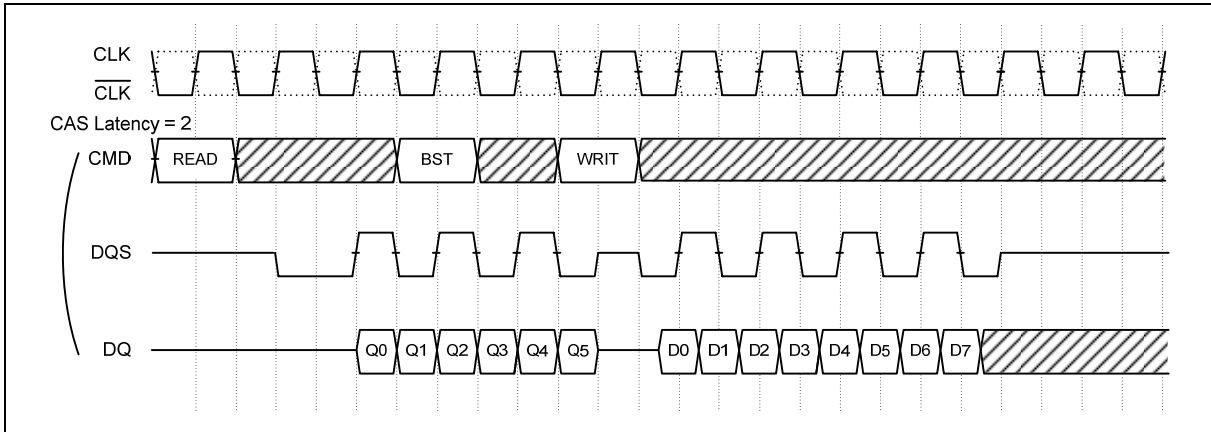 CLK
CLK
CAS Latency = 2
CMD READ BST WRIT
DQS
DQ Q0 Q1 Q2 Q3 Q4 Q5 D0 D1 D2 D3 D4 D5 D6 D7